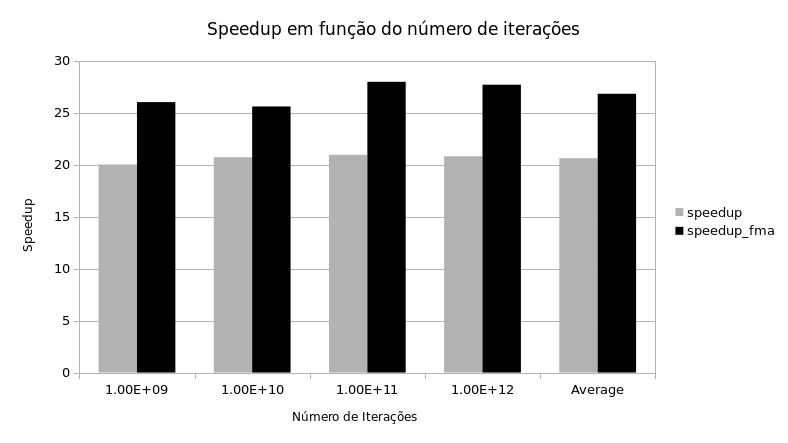 Speedup em função do número de iterações
30
25
20
15
10
5
0
Speedup
1.00E+09 1.00E+10 1.00E+11 1.00E+12 Average
Número de Iterações
speedup
speedup_fma